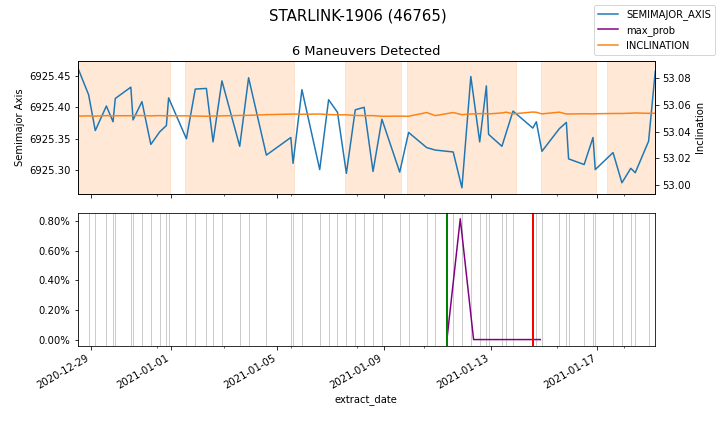 STARLINK-1906 (46765)
SEMIMAJOR_AXIS
max_prob
INCLINATION
6 Maneuvers Detected
6925.45
6925.40
6925.35
6925.30
Semimajor Axis
53.08
53.06
53.04
53.02
53.00
Inclination
0.80%
0.60%
0.40%
0.20%
0.00%
2020-12-29
2021-01-01
2021-01-05
2021-01-09
2021-01-13
2021-01-17
extract_date